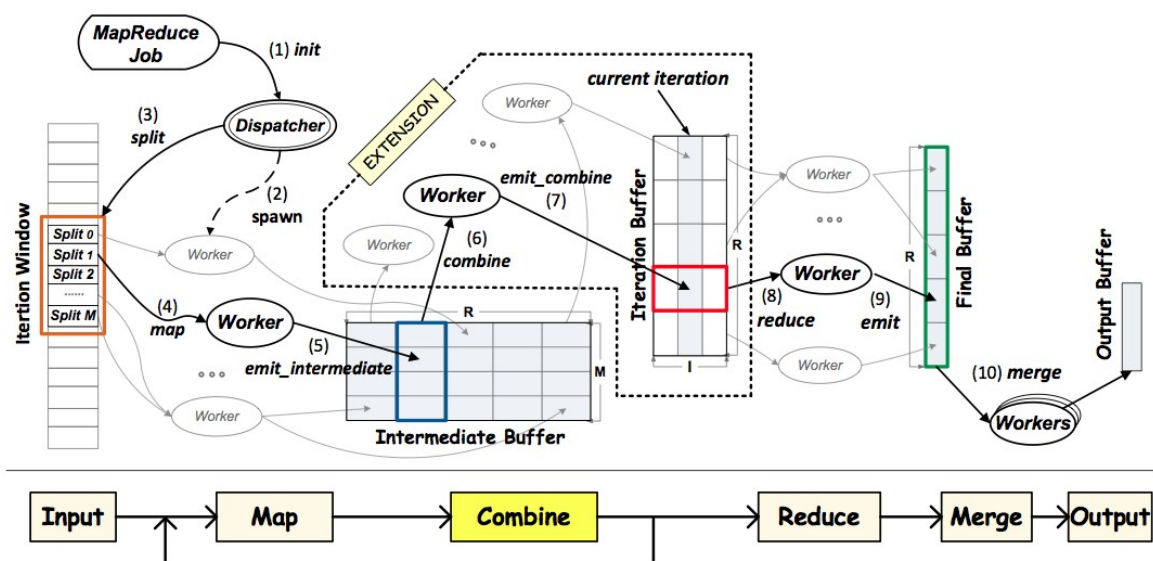 MapReduce
Job
(1) init
Dispatcher
(3)
split
(2)
spawn
Itertion Window
Split 0
Split 1
Split 2
......
Split M
Worker
(4)
map
Worker
(5)
emit_intermediate
Worker
R
M
Intermediate Buffer
EXTENSION
Worker
Worker
Worker
(6)
combine
emit_combine
(7)
current iteration
Iteration Buffer
R
I
Worker
(8)
reduce
Worker
(9)
emit
Worker
R
Final Buffer
(10) merge
Workers
Output Buffer
Input
Map
Combine
Reduce
Merge
Output